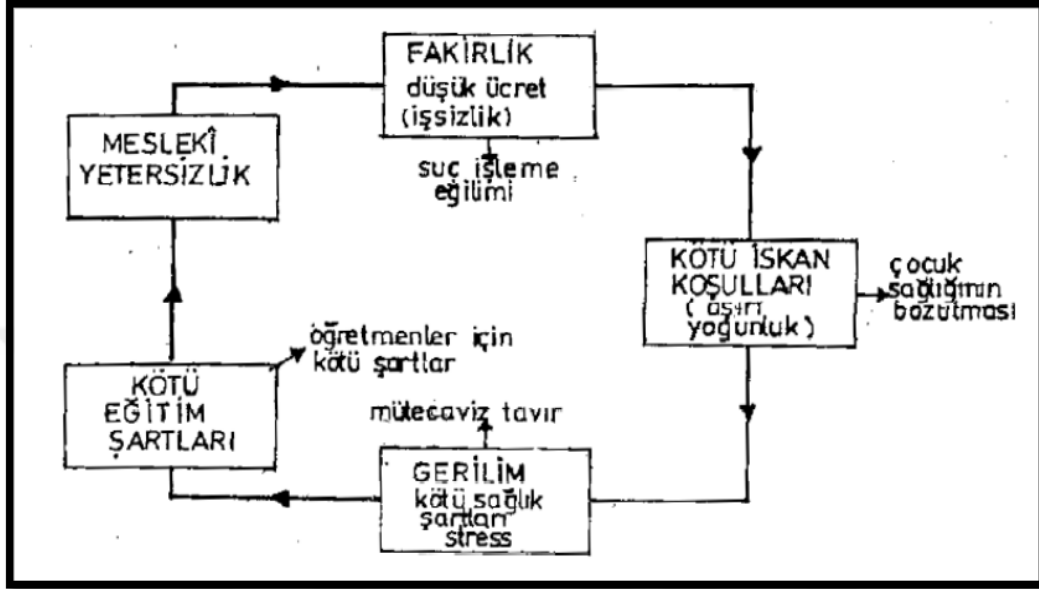 FAKİRLİK
düşük ücret
(işsizlik)
suç işleme
eğilimi
MESLEKÎ
YETERSİZLİK
KÖTÜ İSKAN
KOŞULLARI
(aşırı
yoğunluk)
çocuk
sağlığının
bozulması
öğretmenler için
kötü şartlar
KÖTÜ
EĞİTİM
ŞARTLARI
mütecaviz tavır
GERİLİM
kötü sağlık
şartları
stress